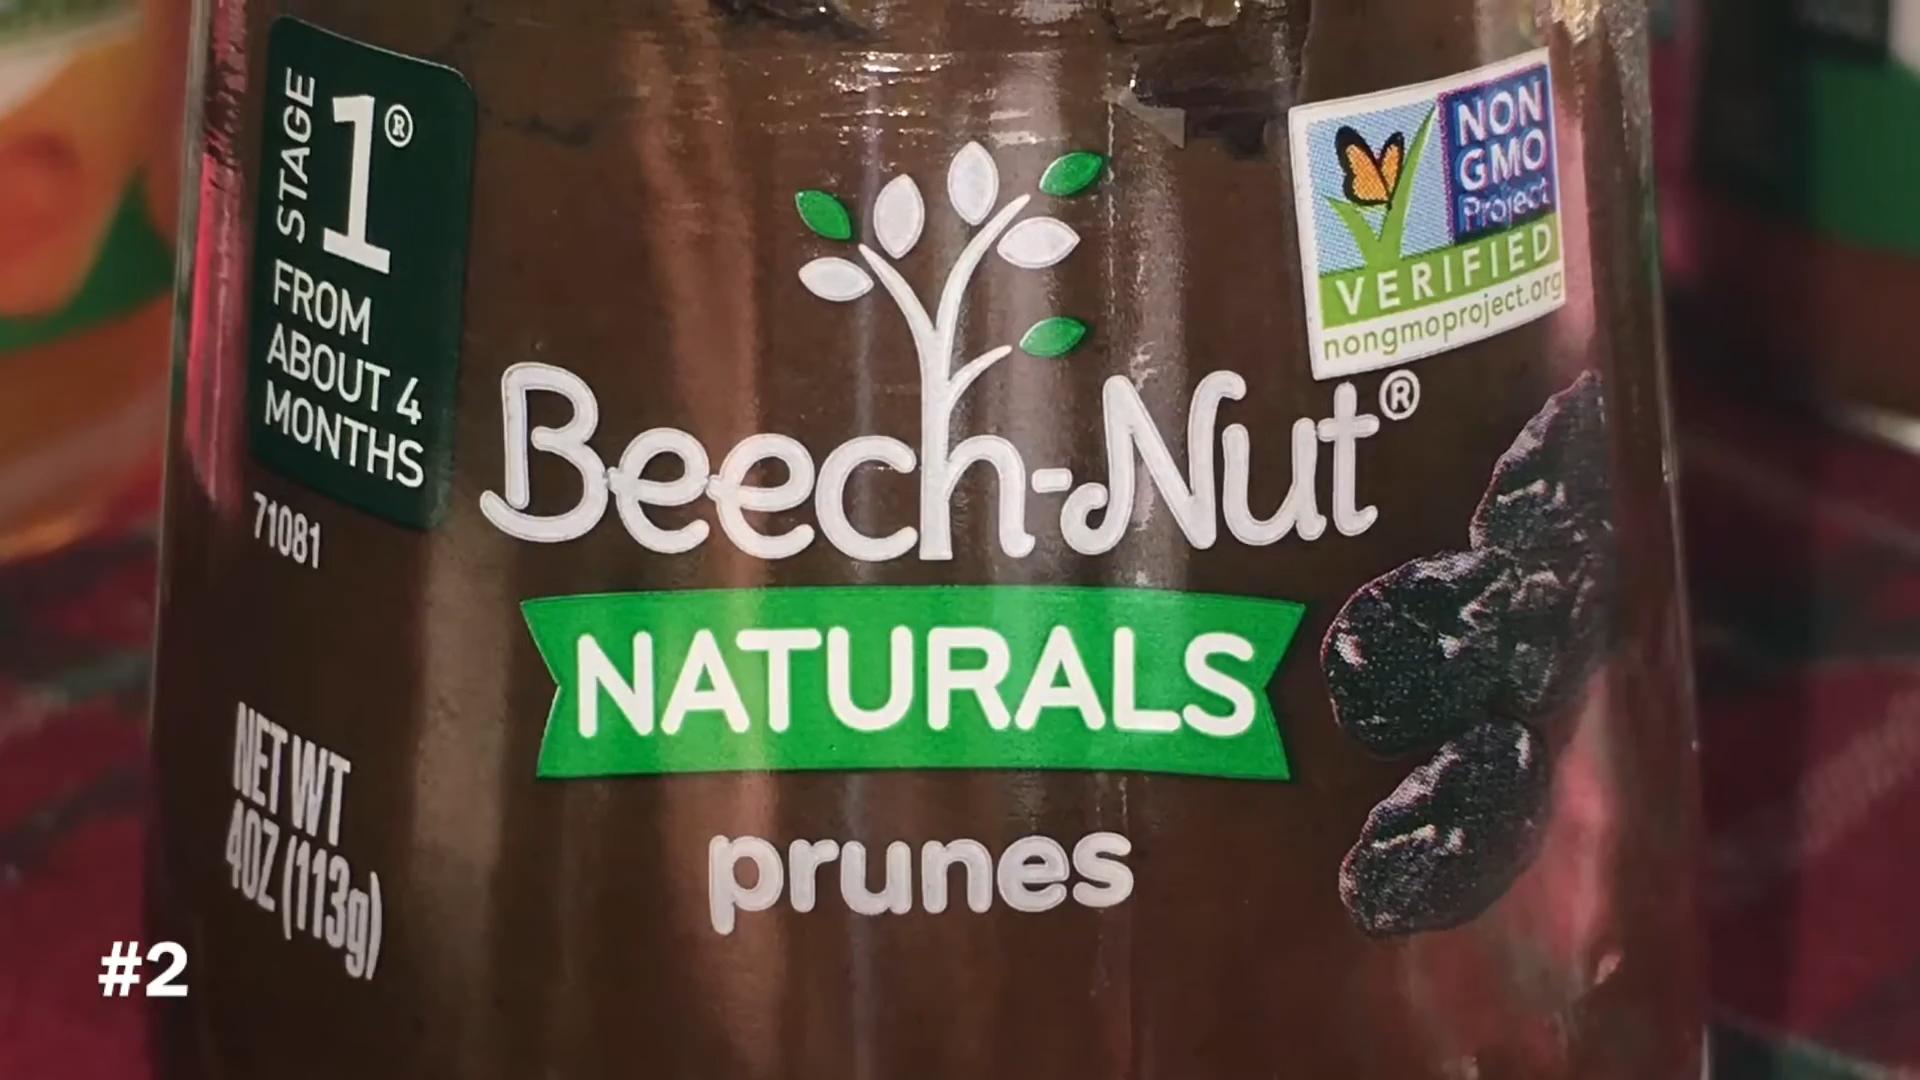 STAGE 1®
FROM
ABOUT 4
MONTHS
71081
NON
GMO
Project
VERIFIED
nongmoproject.org
Beech-Nut®
NATURALS
prunes
NET WT
4OZ (113g)
#2